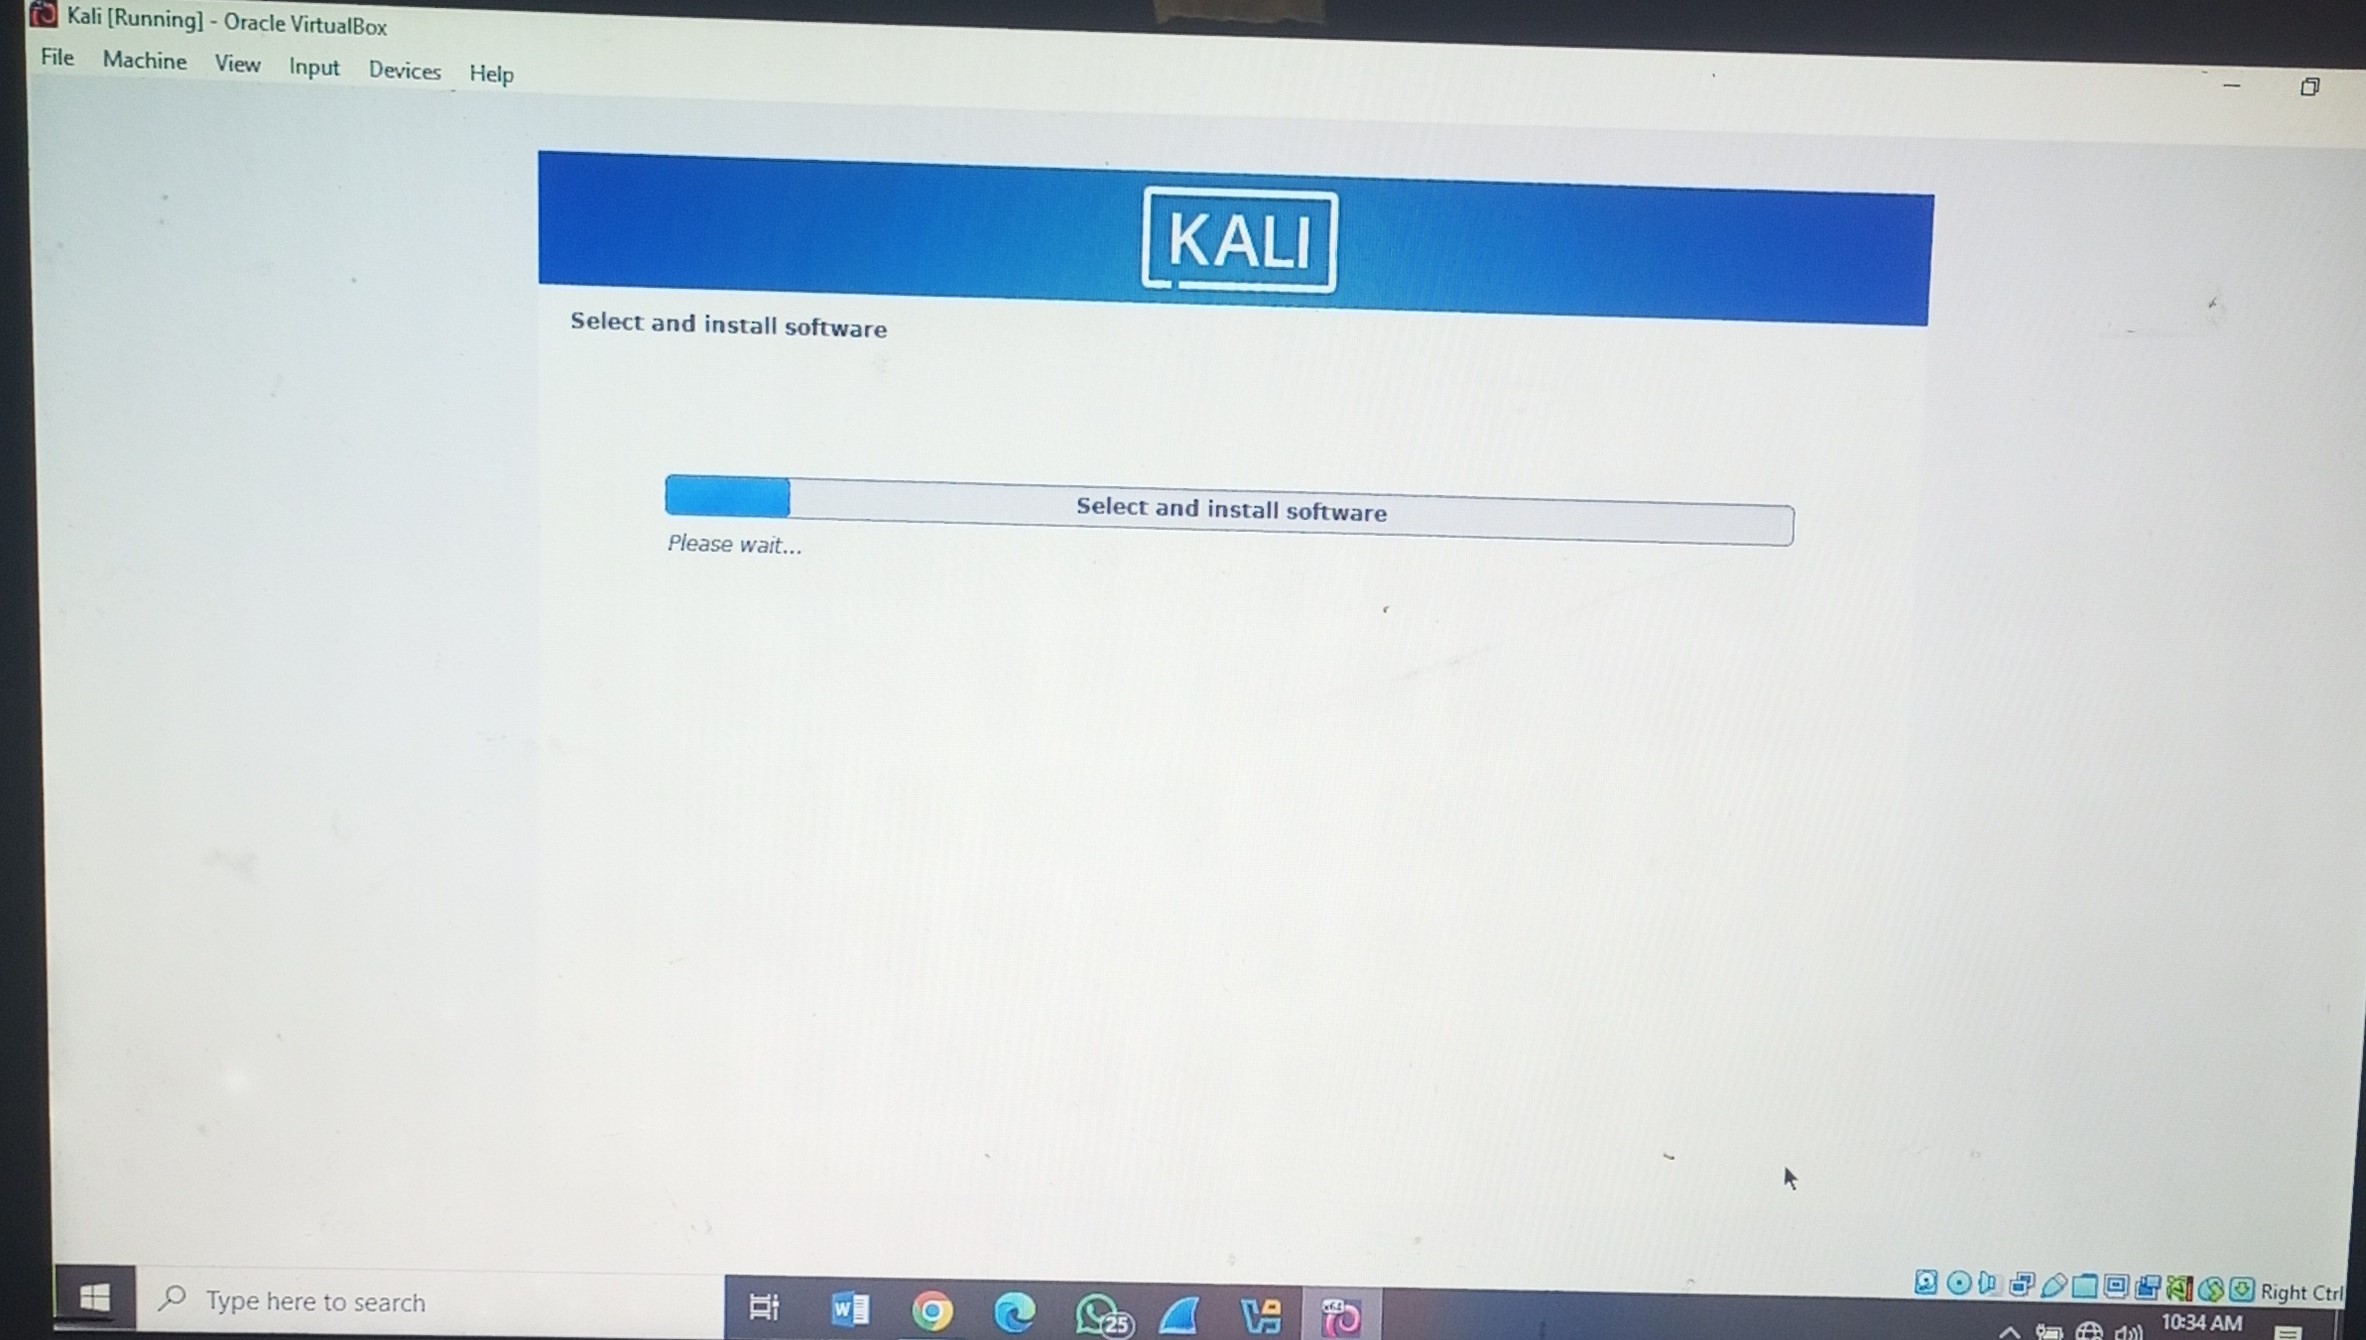 Kali [Running] - Oracle VirtualBox
File Machine View Input Devices Help
KALI
Select and install software
Select and install software
Please wait...
Right Ctrl
Type here to search
W
25
x64
10:34 AM